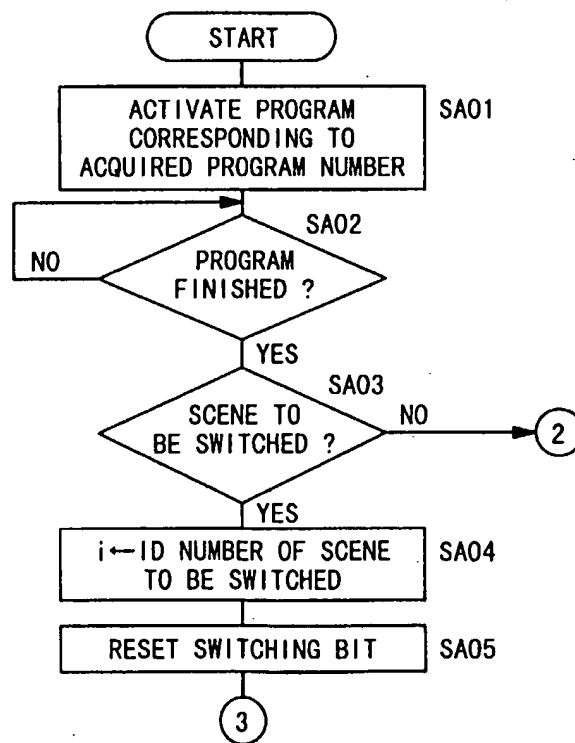 START
ACTIVATE PROGRAM
CORRESPONDING TO
ACQUIRED PROGRAM NUMBER
SA01
SA02
NO
PROGRAM
FINISHED ?
YES
SA03
SCENE TO
BE SWITCHED ?
NO
2
YES
i←ID NUMBER OF SCENE
TO BE SWITCHED
SA04
RESET SWITCHING BIT
SA05
3